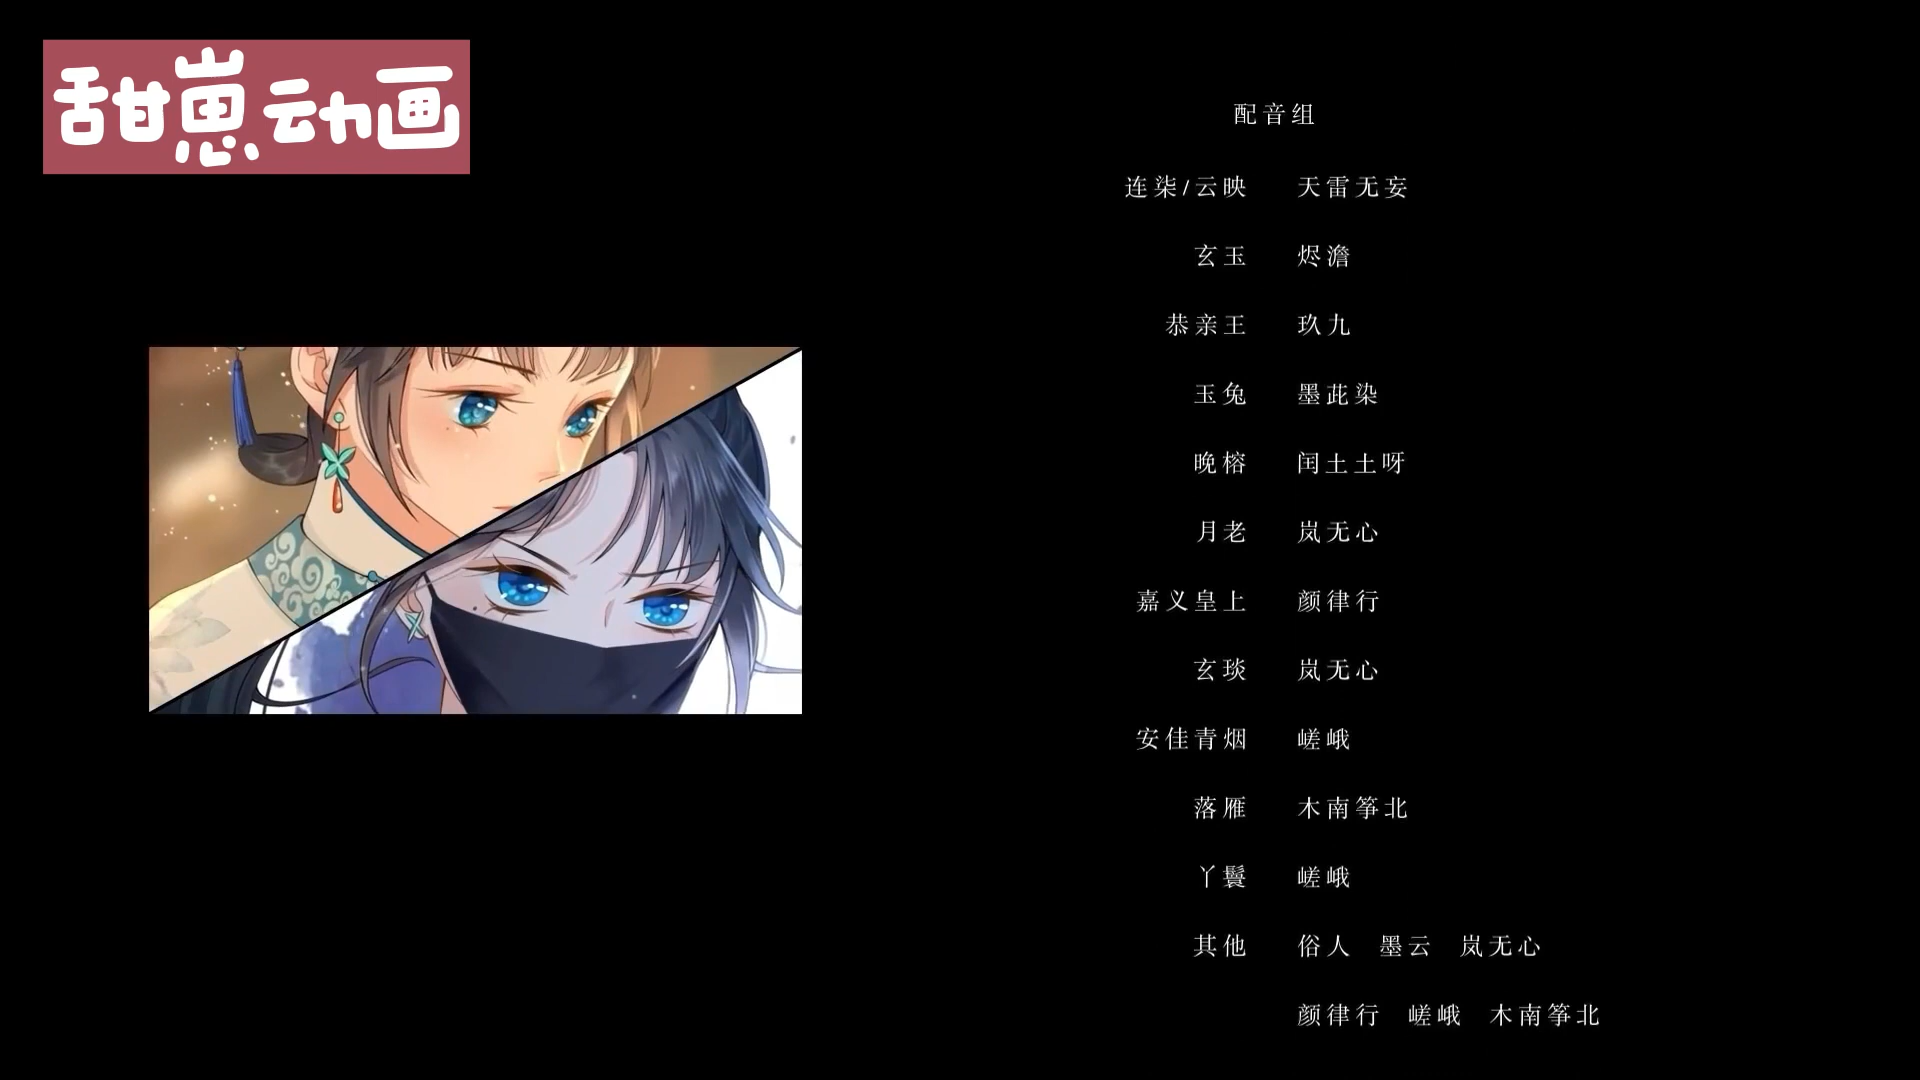 甜崽动画
配音组
连柒/云映 天雷无妄
玄玉 烬澹
恭亲王 玖九
玉兔 墨茈染
晚榕 闰土土呀
月老 岚无心
嘉义皇上 颜律行
玄琰 岚无心
安佳青烟 嵯峨
落雁 木南筝北
丫鬟 嵯峨
其他 俗人 墨云 岚无心
颜律行 嵯峨 木南筝北